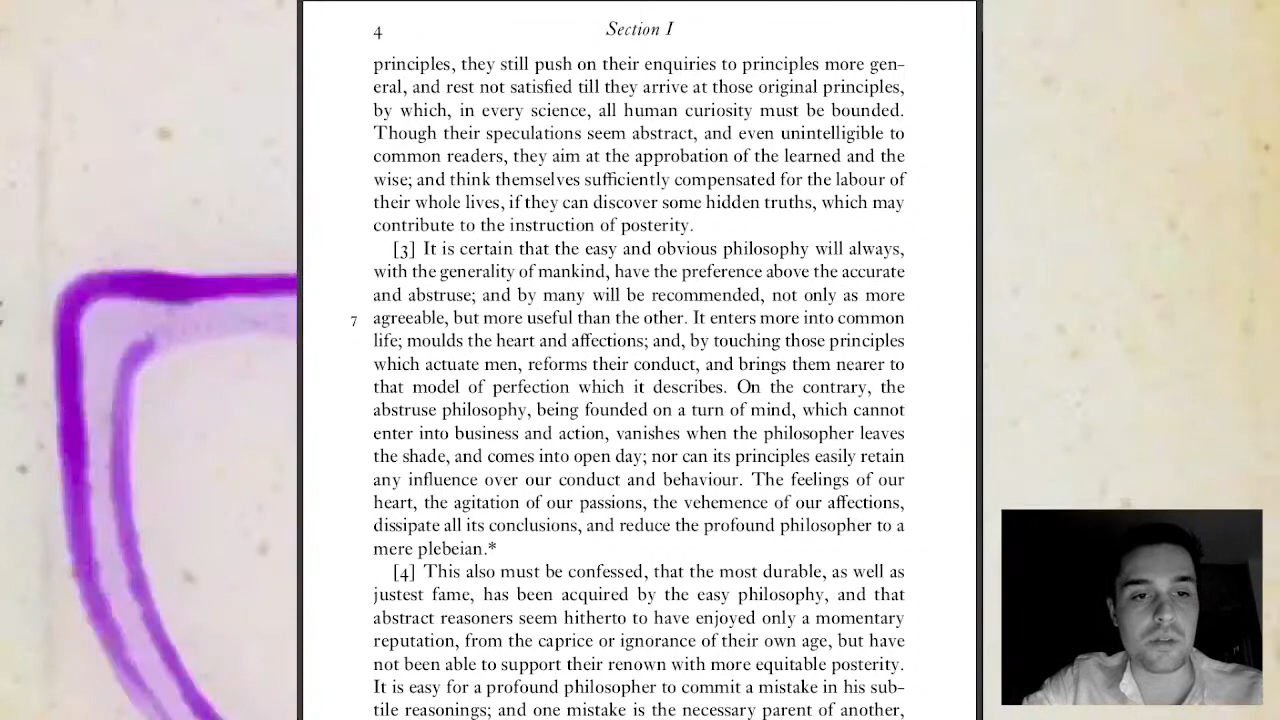 4
Section I
principles, they still push on their enquiries to principles more gen-
eral, and rest not satisfied till they arrive at those original principles,
by which, in every science, all human curiosity must be bounded.
Though their speculations seem abstract, and even unintelligible to
common readers, they aim at the approbation of the learned and the
wise; and think themselves sufficiently compensated for the labour of
their whole lives, if they can discover some hidden truths, which may
contribute to the instruction of posterity.
[3] It is certain that the easy and obvious philosophy will always,
with the generality of mankind, have the preference above the accurate
and abstruse; and by many will be recommended, not only as more
7 agreeable, but more useful than the other. It enters more into common
life; moulds the heart and affections; and, by touching those principles
which actuate men, reforms their conduct, and brings them nearer to
that model of perfection which it describes. On the contrary, the
abstruse philosophy, being founded on a turn of mind, which cannot
enter into business and action, vanishes when the philosopher leaves
the shade, and comes into open day; nor can its principles easily retain
any influence over our conduct and behaviour. The feelings of our
heart, the agitation of our passions, the vehemence of our affections,
dissipate all its conclusions, and reduce the profound philosopher to a
mere plebeian.*
[4] This also must be confessed, that the most durable, as well as
justest fame, has been acquired by the easy philosophy, and that
abstract reasoners seem hitherto to have enjoyed only a momentary
reputation, from the caprice or ignorance of their own age, but have
not been able to support their renown with more equitable posterity.
It is easy for a profound philosopher to commit a mistake in his sub-
tile reasonings; and one mistake is the necessary parent of another,